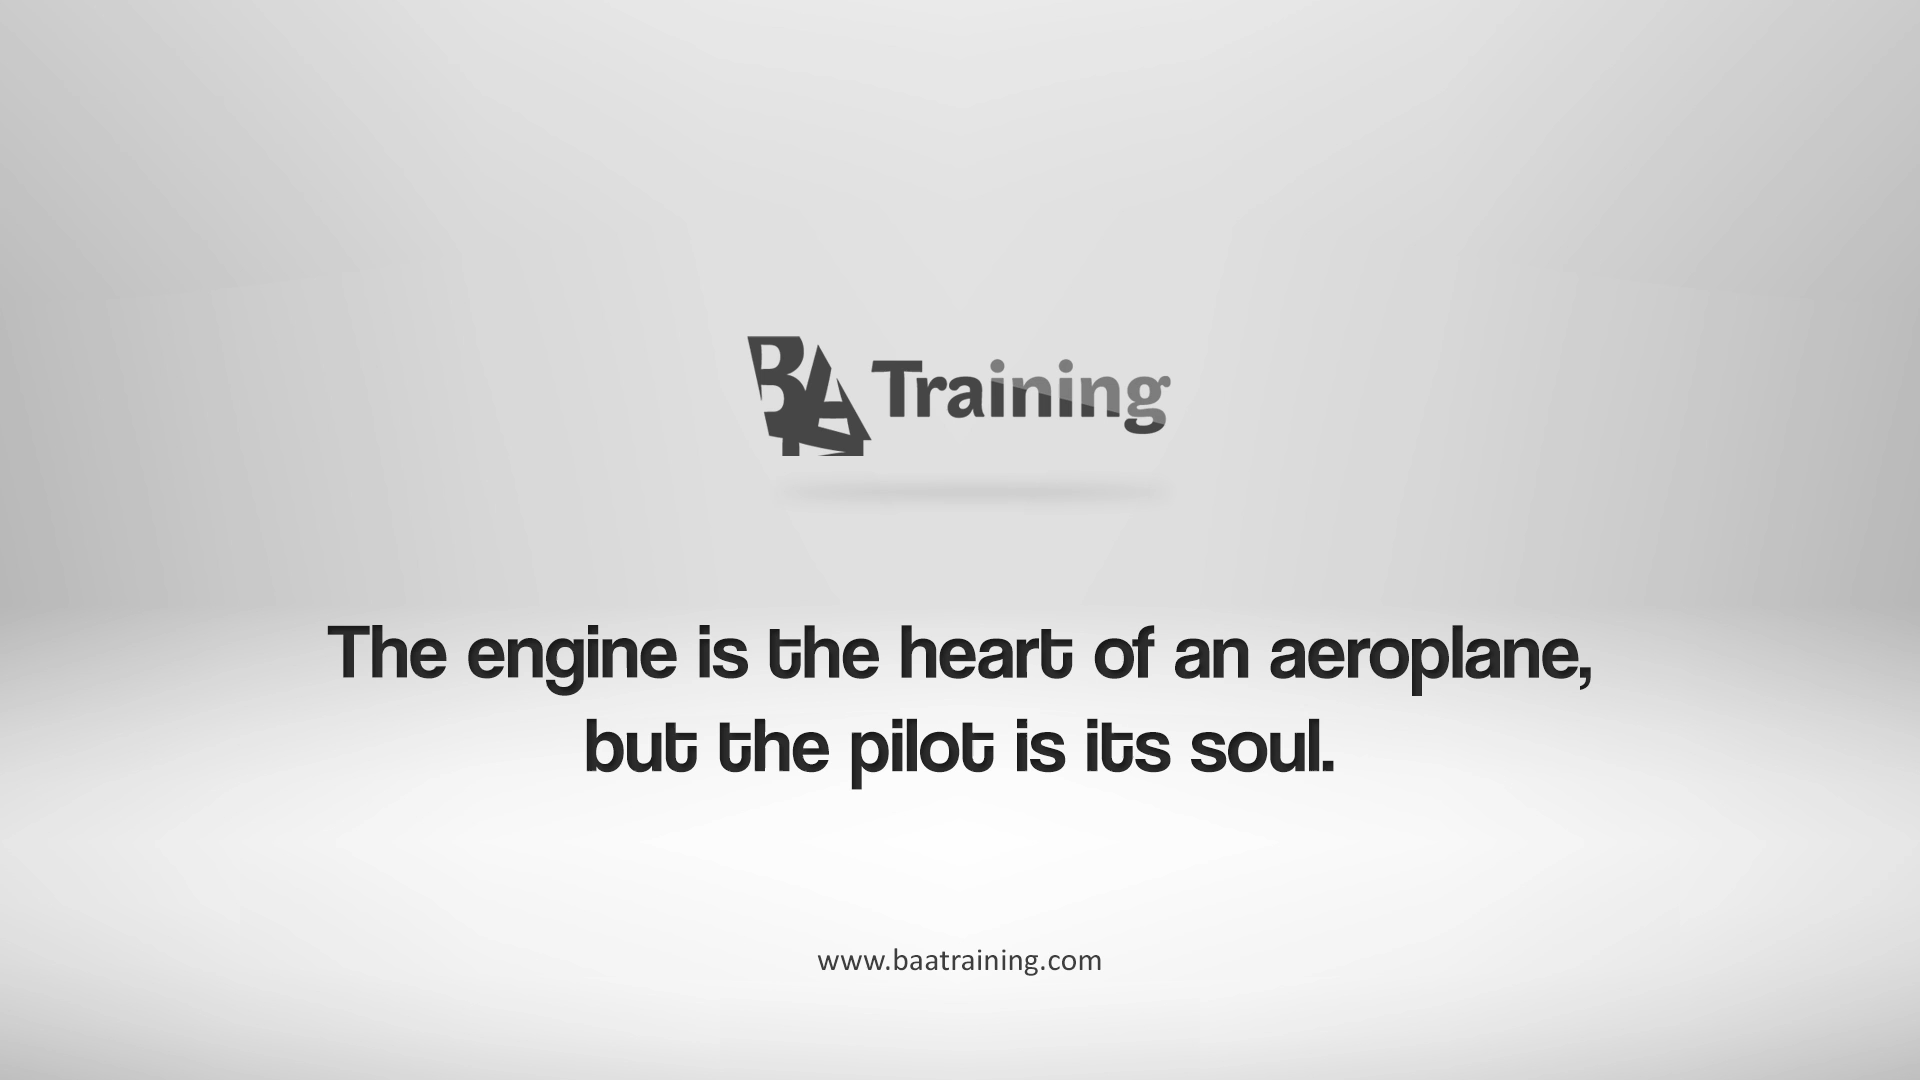 BAA Training
The engine is the heart of an aeroplane,
but the pilot is its soul.
www.baatraining.com